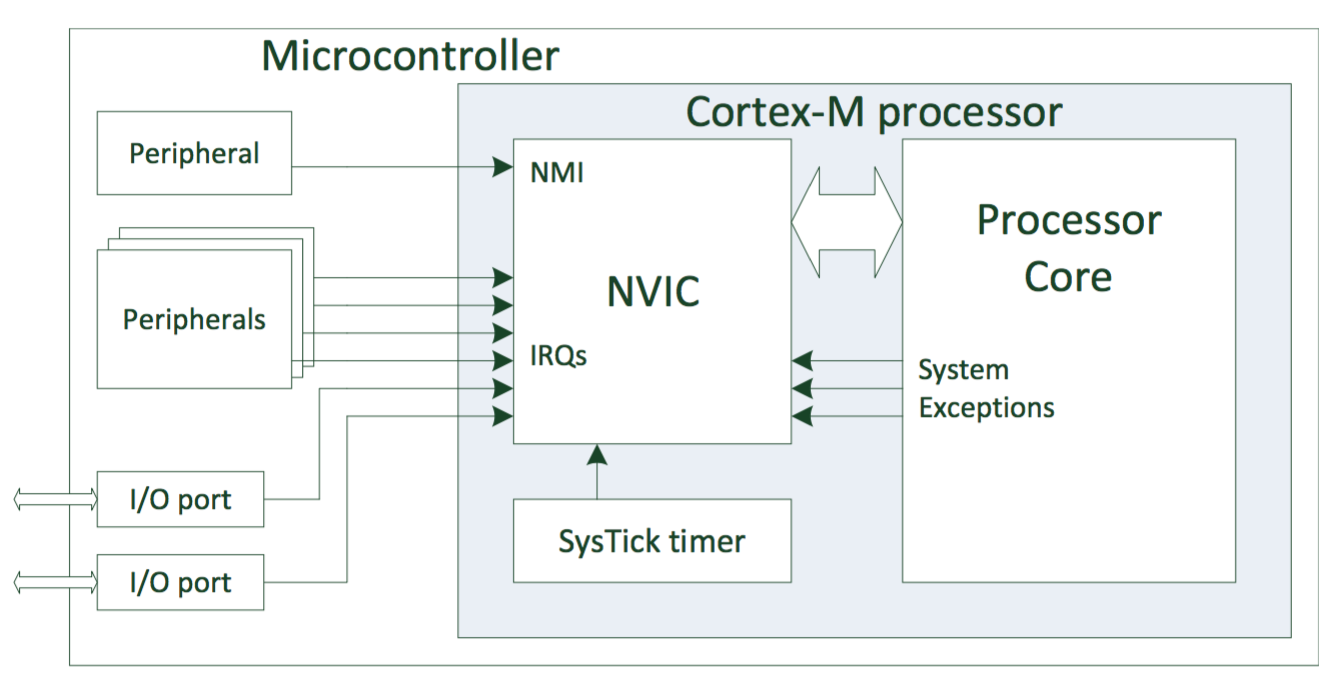 Microcontroller
Cortex-M processor
Peripheral
NMI
Processor
Core
NVIC
Peripherals
IRQs
System
Exceptions
I/O port
SysTick timer
I/O port